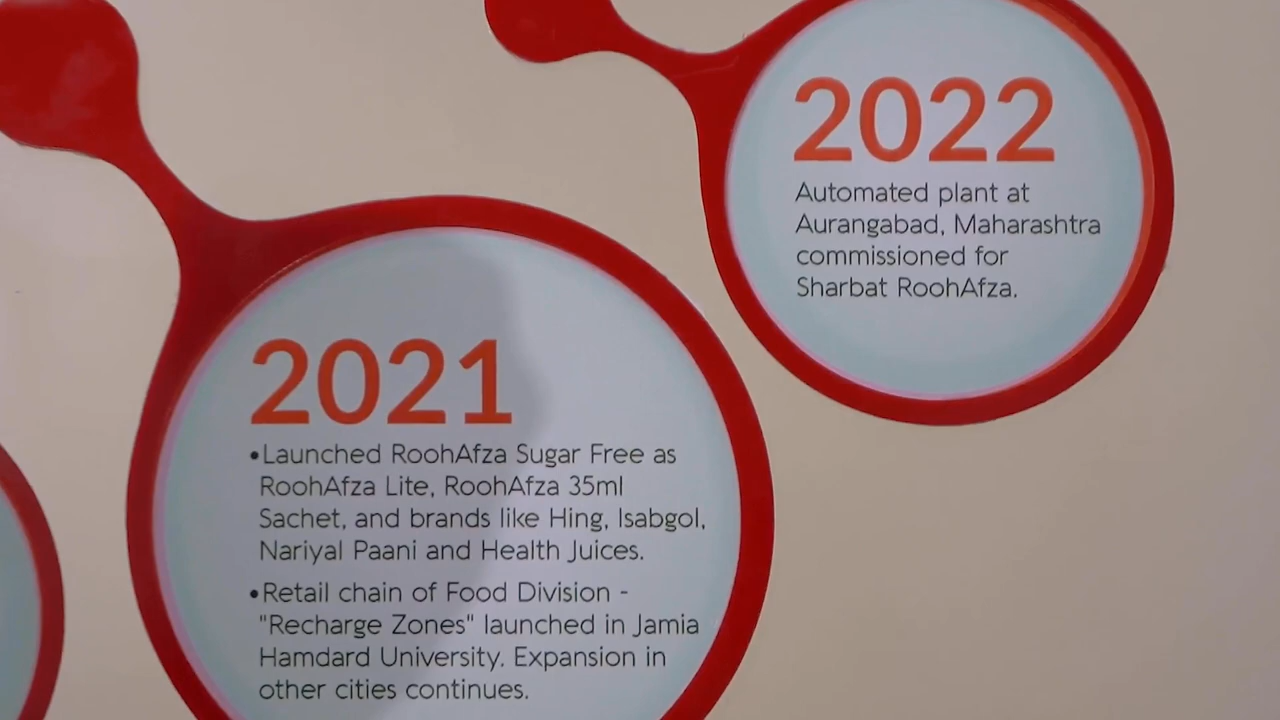 2021
•Launched RoohAfza Sugar Free as
RoohAfza Lite, RoohAfza 35ml
Sachet, and brands like Hing, Isabgol,
Nariyal Paani and Health Juices.
•Retail chain of Food Division -
"Recharge Zones" launched in Jamia
Hamdard University. Expansion in
other cities continues.
2022
Automated plant at
Aurangabad, Maharashtra
commissioned for
Sharbat RoohAfza.